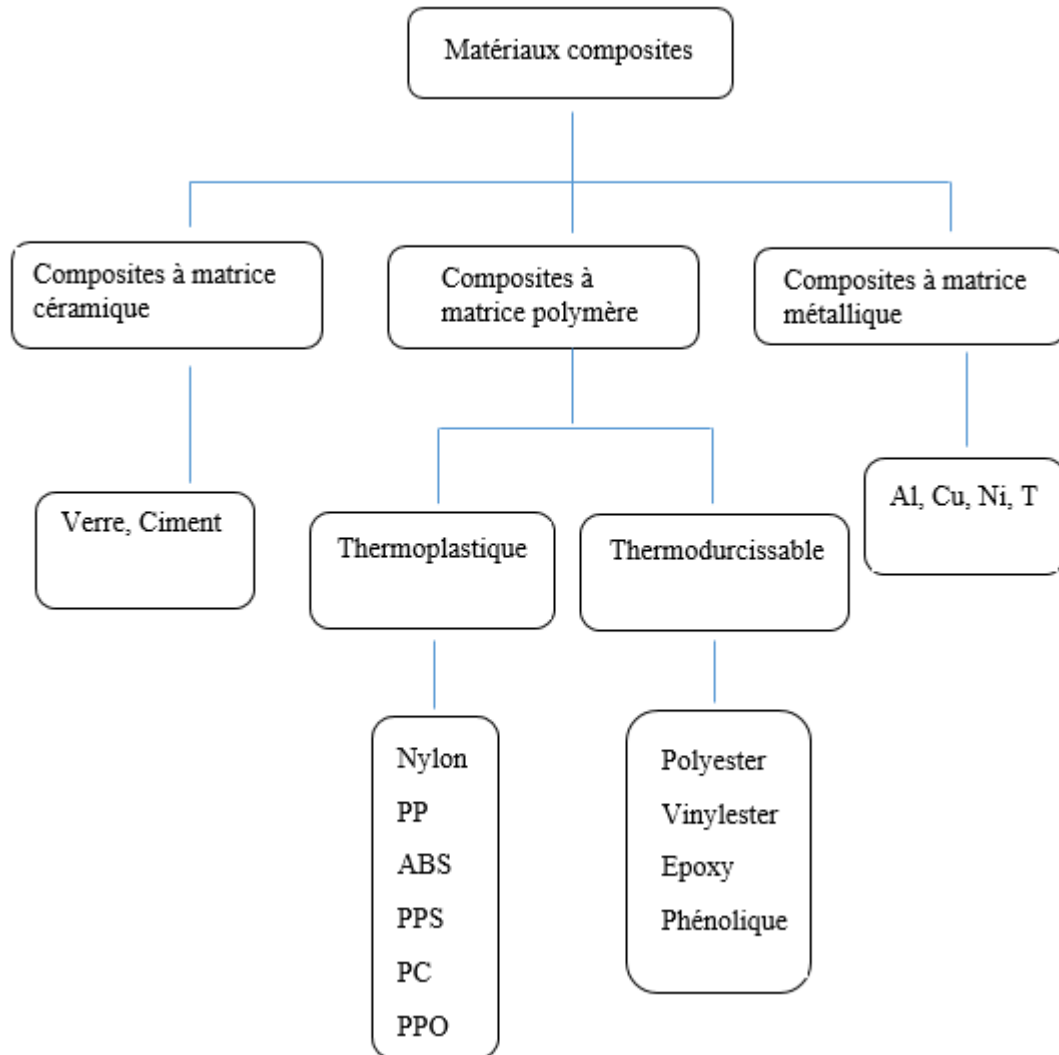 Matériaux composites
Composites à matrice
céramique
Composites à
matrice polymère
Composites à matrice
métallique
Verre, Ciment
Thermoplastique
Thermodurcissable
Al, Cu, Ni, T
Nylon
PP
ABS
PPS
PC
PPO
Polyester
Vinylester
Epoxy
Phénolique